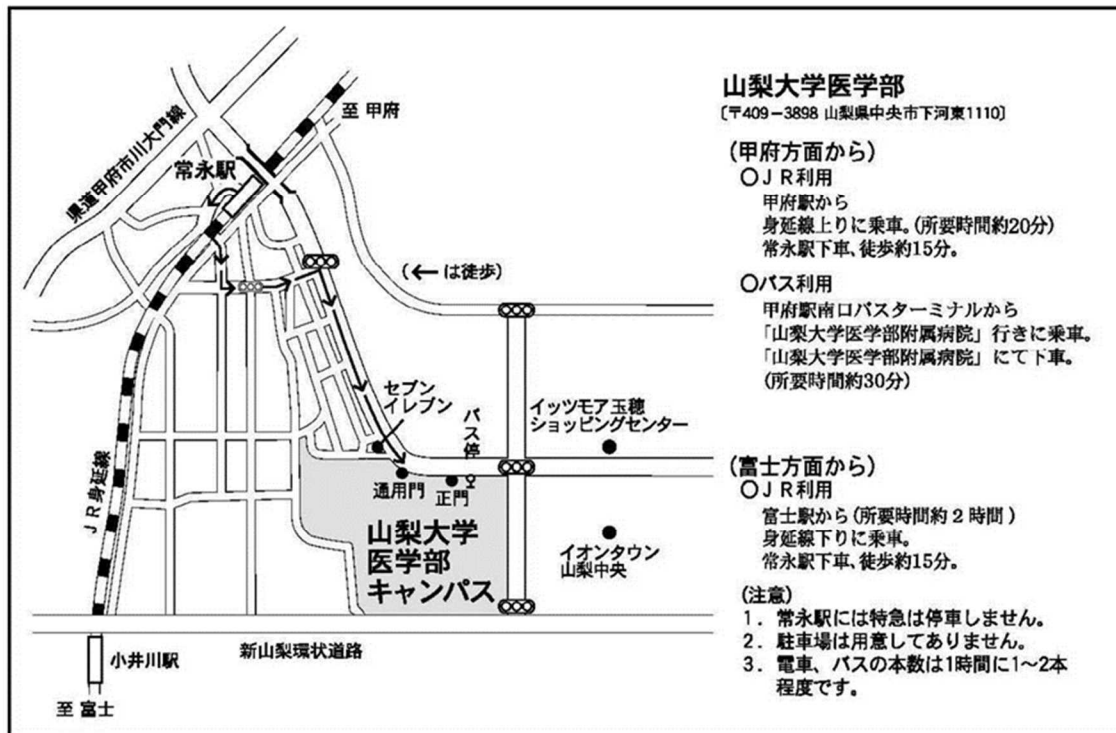 県道甲府市川大門線
至 甲府
常永駅
(←は徒歩)
セブン
イレブン
バス停
イッツモア玉穂
ショッピングセンター
通用門
正門
JR身延線
山梨大学
医学部
キャンパス
イオンタウン
山梨中央
新山梨環状道路
小井川駅
至 富士
山梨大学医学部
〔〒409-3898 山梨県中央市下河東1110〕
(甲府方面から)
○JR利用
甲府駅から
身延線上りに乗車。(所要時間約20分)
常永駅下車、徒歩約15分。
○バス利用
甲府駅南口バスターミナルから
「山梨大学医学部附属病院」行きに乗車。
「山梨大学医学部附属病院」にて下車。
(所要時間約30分)
(富士方面から)
○JR利用
富士駅から(所要時間約2時間)
身延線下りに乗車。
常永駅下車、徒歩約15分。
(注意)
1. 常永駅には特急は停車しません。
2. 駐車場は用意してありません。
3. 電車、バスの本数は1時間に1〜2本
程度です。